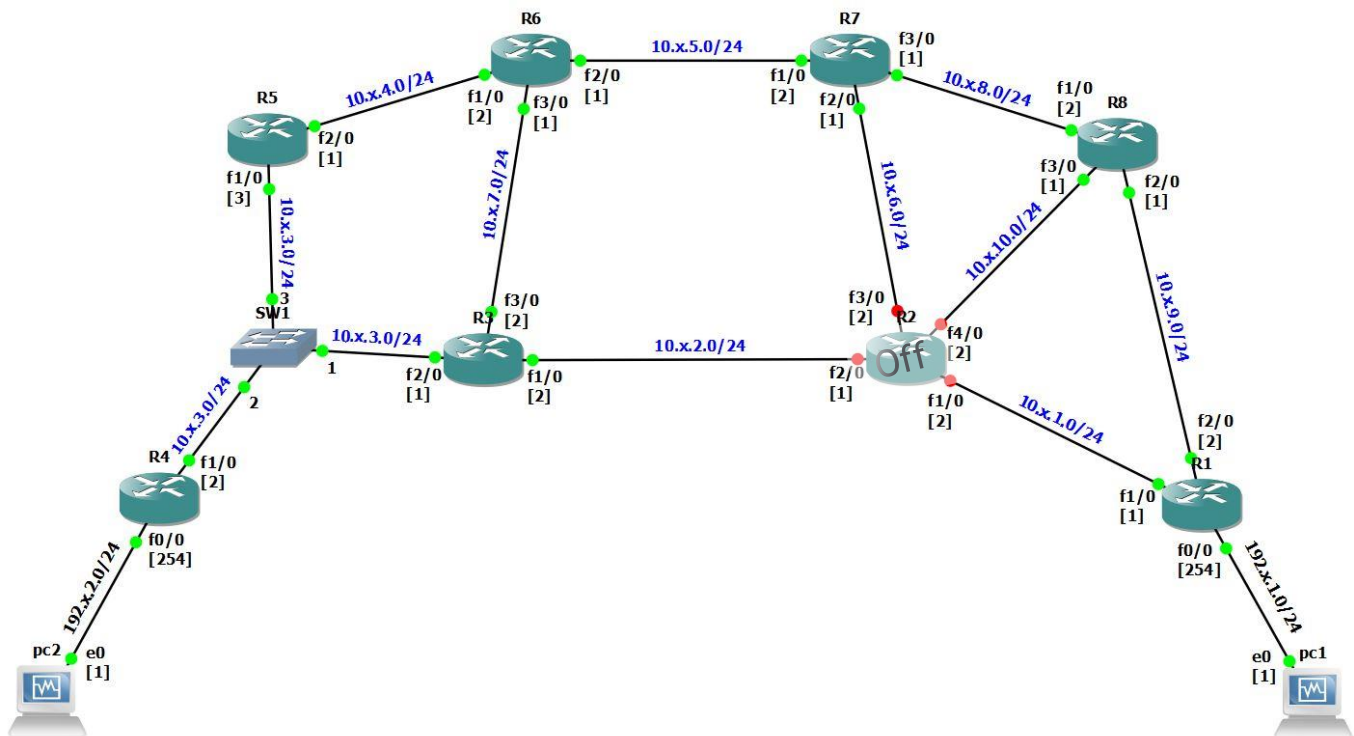 R6
R7
10.x.5.0/24
f3/0
[1]
f2/0
[1]
f1/0
[2]
10.x.4.0/24
f1/0
[2]
f3/0
[1]
f2/0
[1]
10.x.8.0/24
f1/0
[2]
R8
R5
f2/0
[1]
f1/0
[3]
f3/0
[1]
f2/0
[1]
10.x.3.0/24
10.x.7.0/24
10.x.6.0/24
10.x.10.0/24
10.x.9.0/24
3
SW1
1
2
10.x.3.0/24
f3/0
[2]
R3
f2/0
[1]
f1/0
[2]
10.x.2.0/24
f3/0
[2]
R2
Off
f4/0
[2]
f2/0
[1]
f1/0
[2]
10.x.3.0/24
10.x.1.0/24
R4
f1/0
[2]
f0/0
[254]
f2/0
[2]
R1
f1/0
[1]
f0/0
[254]
192.x.2.0/24
192.x.1.0/24
pc2
e0
[1]
e0
[1]
pc1